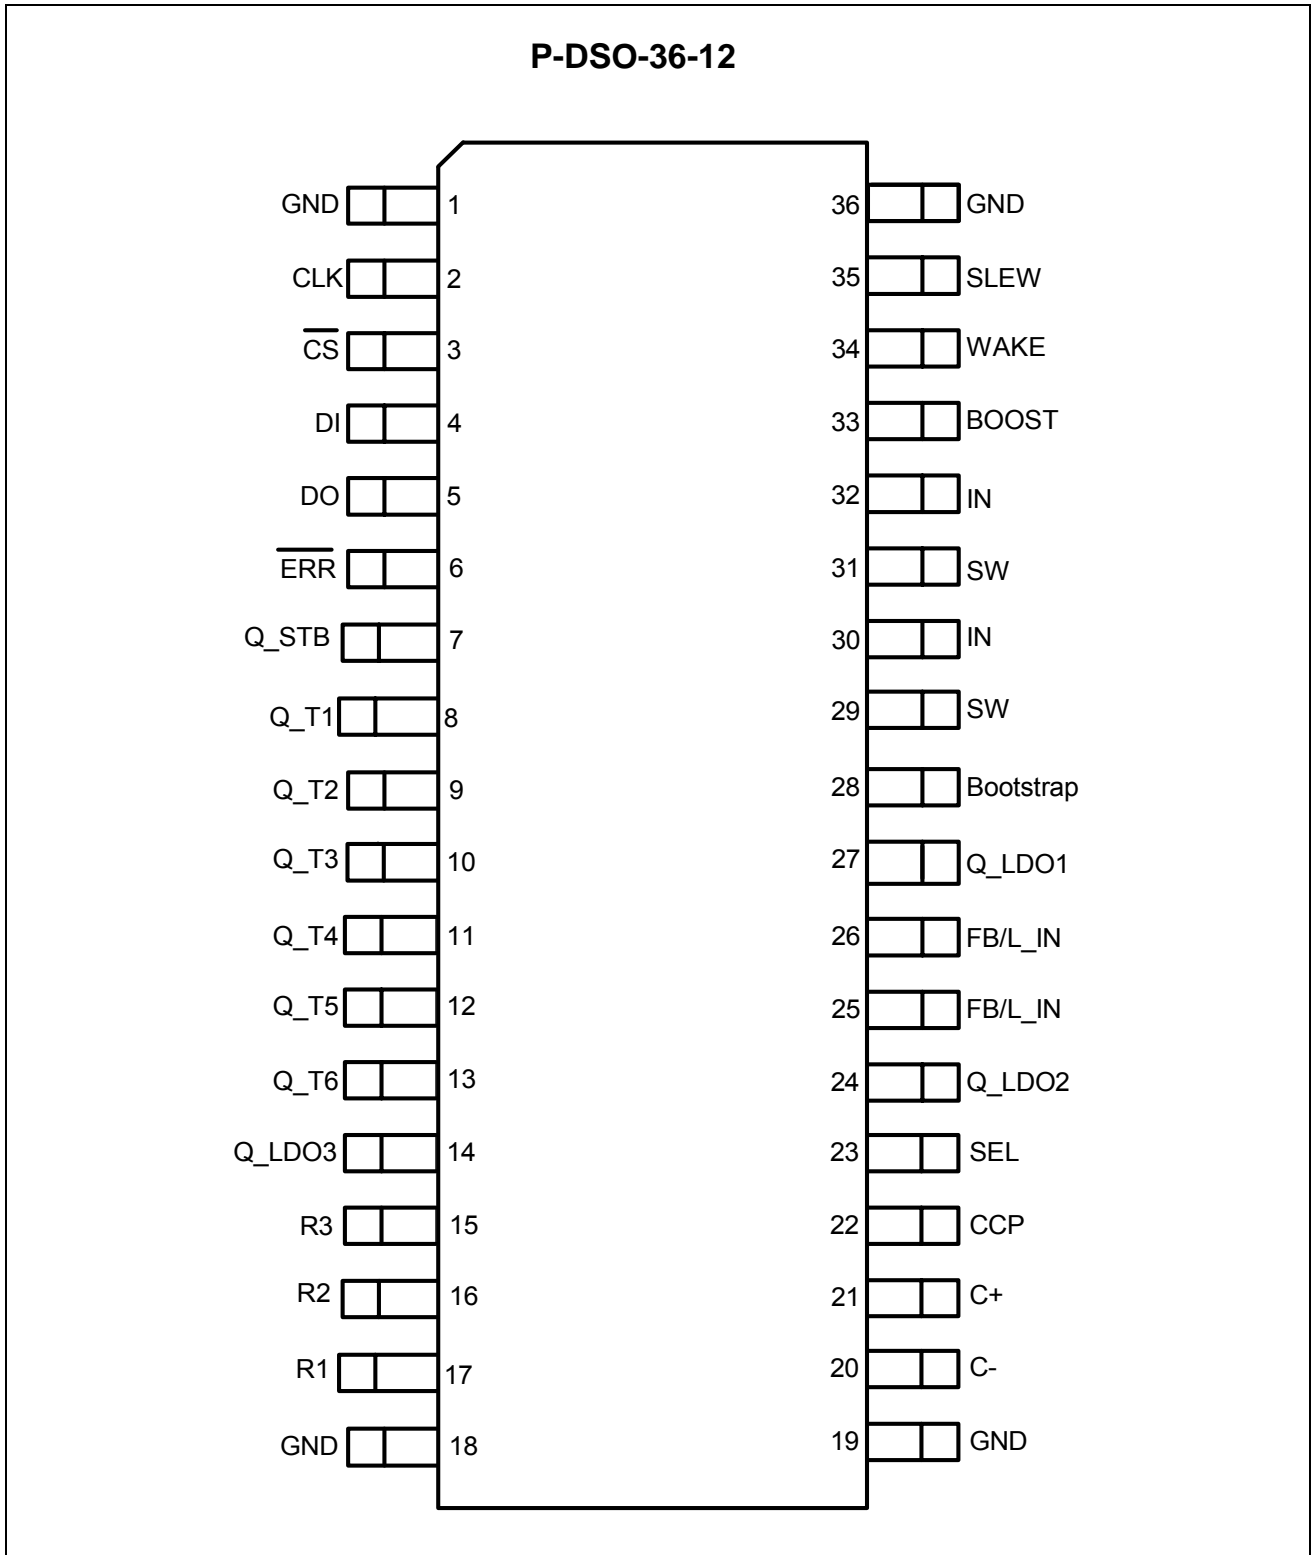 P-DSO-36-12
GND 1 36 GND
CLK 2 35 SLEW
C̅S̅ 3 34 WAKE
DI 4 33 BOOST
DO 5 32 IN
E̅R̅R̅ 6 31 SW
Q_STB 7 30 IN
Q_T1 8 29 SW
Q_T2 9 28 Bootstrap
Q_T3 10 27 Q_LDO1
Q_T4 11 26 FB/L_IN
Q_T5 12 25 FB/L_IN
Q_T6 13 24 Q_LDO2
Q_LDO3 14 23 SEL
R3 15 22 CCP
R2 16 21 C+
R1 17 20 C-
GND 18 19 GND